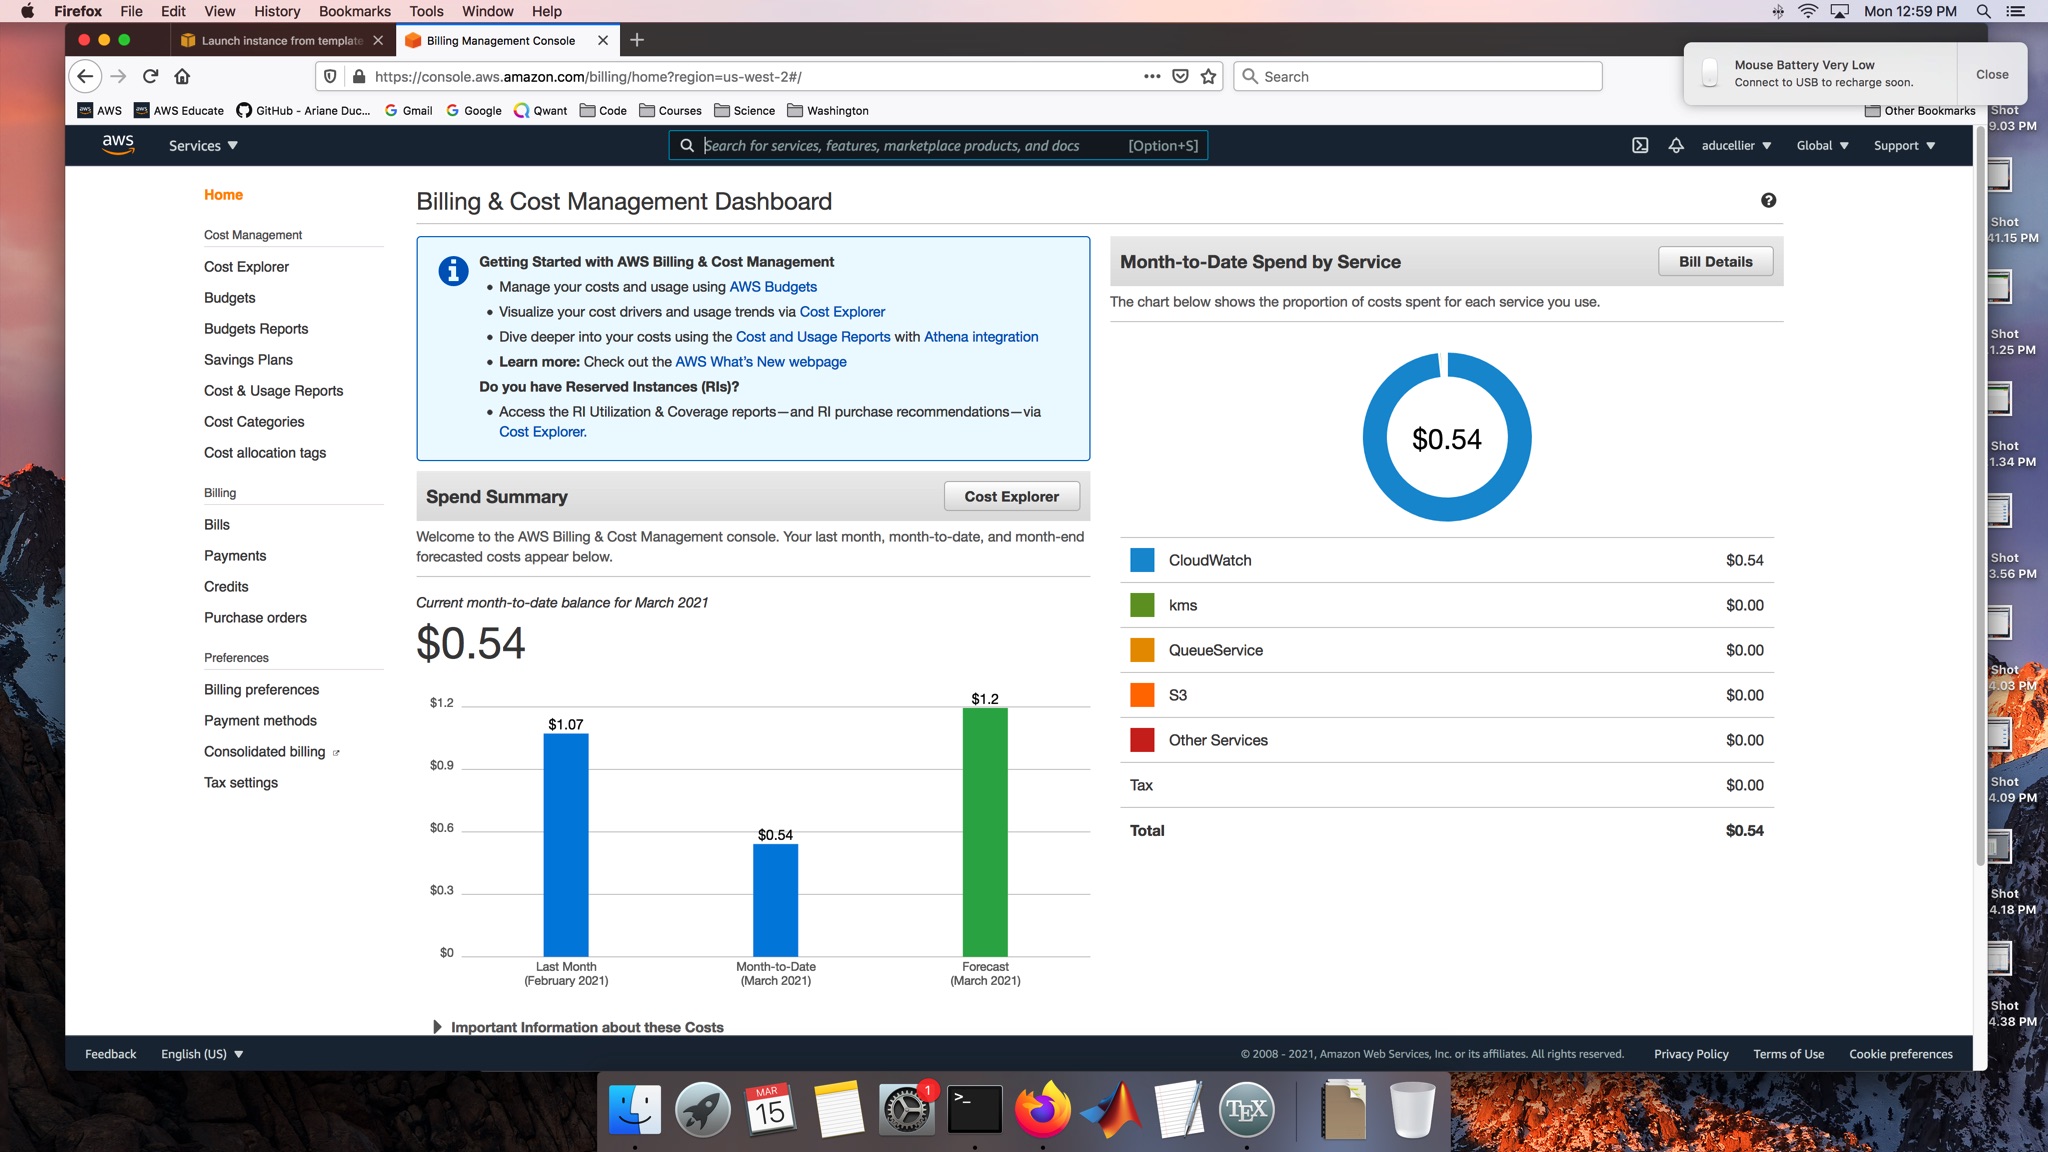 Firefox File Edit View History Bookmarks Tools Window Help
Mon 12:59 PM
Launch instance from template
Billing Management Console
https://console.aws.amazon.com/billing/home?region=us-west-2#/
Search
Mouse Battery Very Low
Connect to USB to recharge soon.
Close
AWS AWS Educate GitHub - Ariane Duc... Gmail Google Qwant Code Courses Science Washington Other Bookmarks
aws
Services
Search for services, features, marketplace products, and docs [Option+S]
aducellier Global Support
Home
Cost Management
Cost Explorer
Budgets
Budgets Reports
Savings Plans
Cost & Usage Reports
Cost Categories
Cost allocation tags
Billing
Bills
Payments
Credits
Purchase orders
Preferences
Billing preferences
Payment methods
Consolidated billing
Tax settings
Billing & Cost Management Dashboard
Getting Started with AWS Billing & Cost Management
• Manage your costs and usage using AWS Budgets
• Visualize your cost drivers and usage trends via Cost Explorer
• Dive deeper into your costs using the Cost and Usage Reports with Athena integration
• Learn more: Check out the AWS What's New webpage
Do you have Reserved Instances (RIs)?
• Access the RI Utilization & Coverage reports—and RI purchase recommendations—via
Cost Explorer.
Spend Summary
Cost Explorer
Welcome to the AWS Billing & Cost Management console. Your last month, month-to-date, and month-end
forecasted costs appear below.
Current month-to-date balance for March 2021
$0.54
$1.2
$0.9
$0.6
$0.3
$0
$1.07
$0.54
$1.2
Last Month
(February 2021)
Month-to-Date
(March 2021)
Forecast
(March 2021)
Important Information about these Costs
Month-to-Date Spend by Service
Bill Details
The chart below shows the proportion of costs spent for each service you use.
$0.54
CloudWatch $0.54
kms $0.00
QueueService $0.00
S3 $0.00
Other Services $0.00
Tax $0.00
Total $0.54
Feedback English (US)
© 2008 - 2021, Amazon Web Services, Inc. or its affiliates. All rights reserved. Privacy Policy Terms of Use Cookie preferences
Shot
9.03 PM
Shot
41.15 PM
Shot
1.25 PM
Shot
1.34 PM
Shot
3.56 PM
Shot
4.03 PM
Shot
4.09 PM
Shot
4.18 PM
Shot
4.38 PM
MAR
15
1
>_
TEX